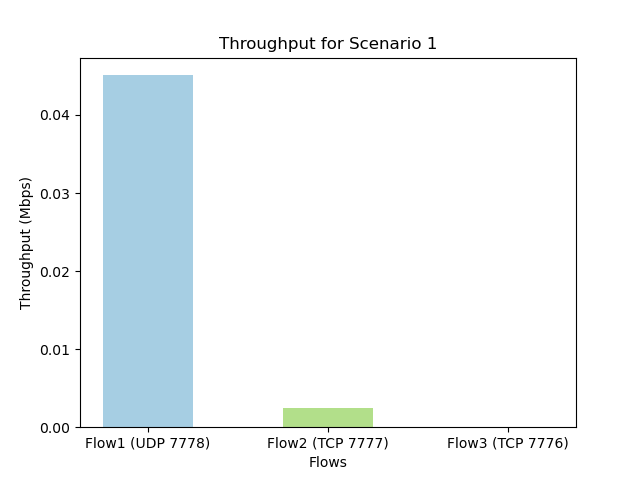 Throughput for Scenario 1
Throughput (Mbps)
0.04
0.03
0.02
0.01
0.00
Flow1 (UDP 7778)
Flow2 (TCP 7777)
Flow3 (TCP 7776)
Flows